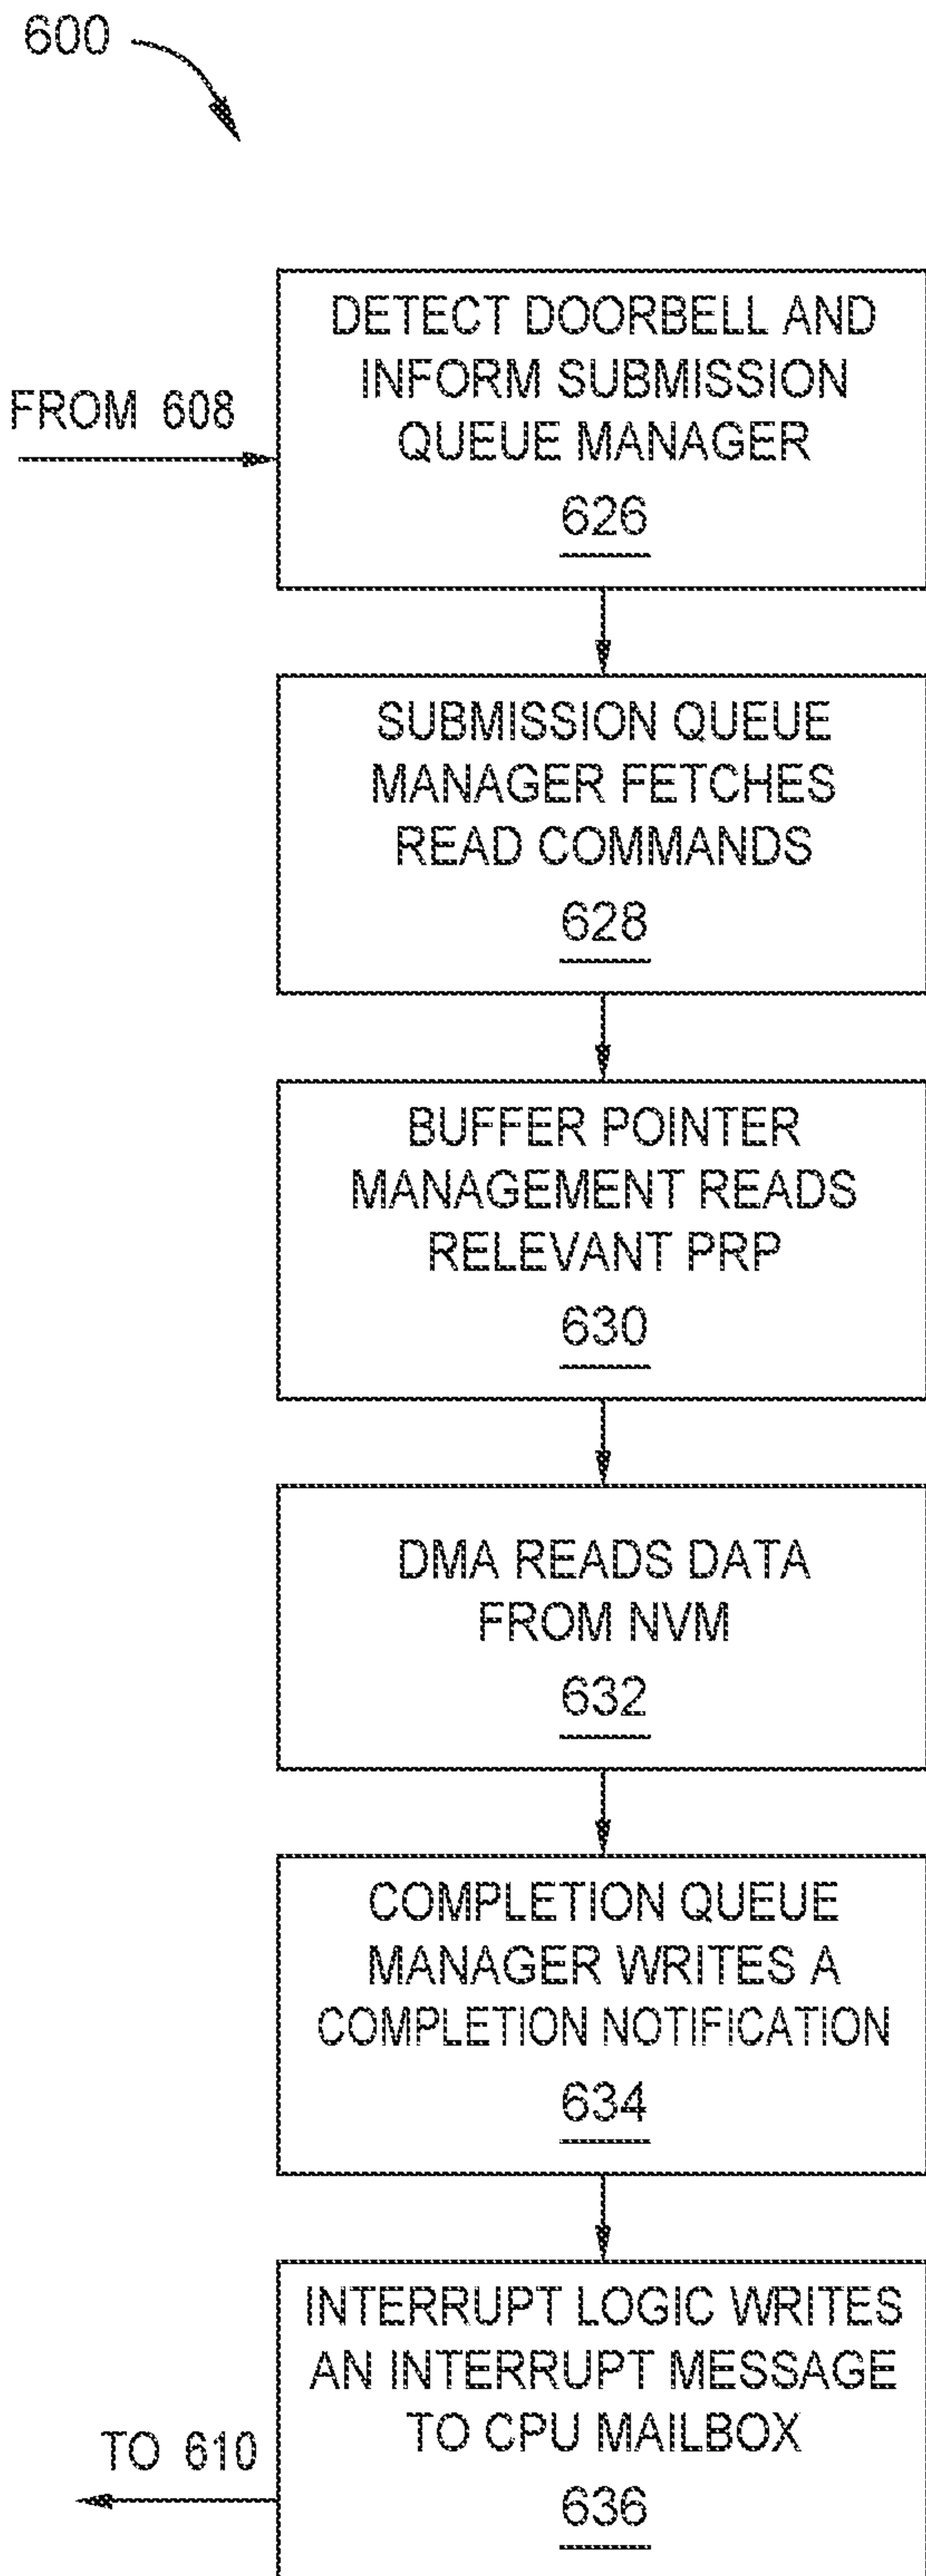 600
DETECT DOORBELL AND
INFORM SUBMISSION
QUEUE MANAGER
626
FROM 608
SUBMISSION QUEUE
MANAGER FETCHES
READ COMMANDS
628
BUFFER POINTER
MANAGEMENT READS
RELEVANT PRP
630
DMA READS DATA
FROM NVM
632
COMPLETION QUEUE
MANAGER WRITES A
COMPLETION NOTIFICATION
634
INTERRUPT LOGIC WRITES
AN INTERRUPT MESSAGE
TO CPU MAILBOX
636
TO 610